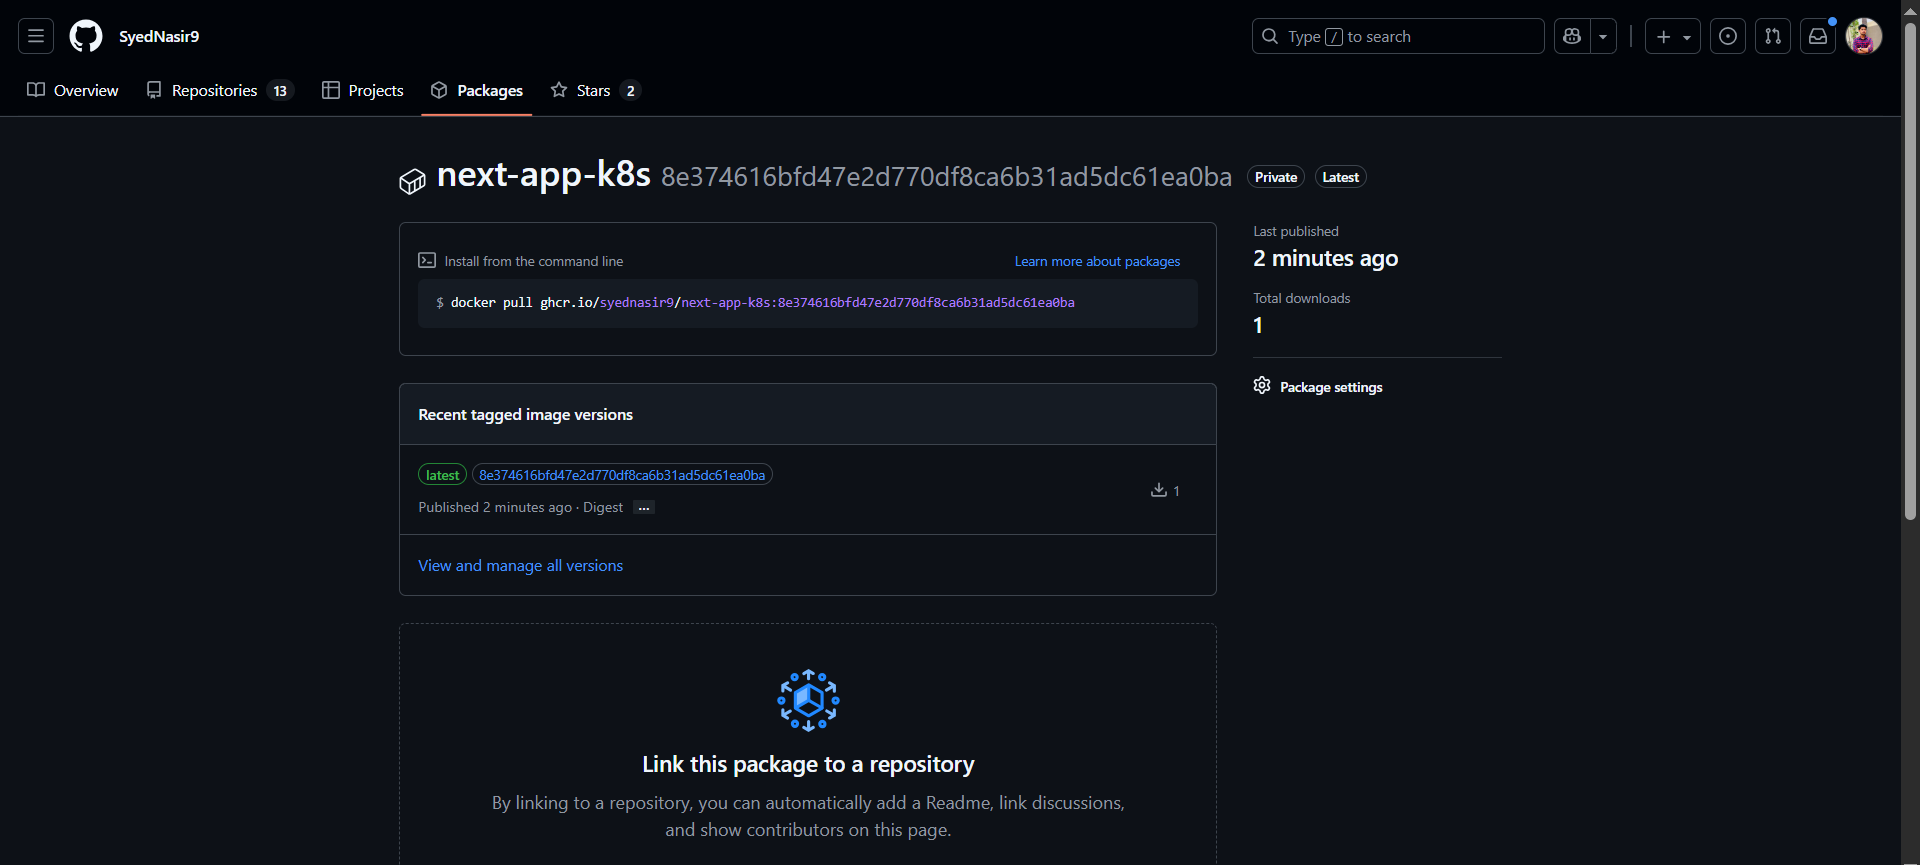 SyedNasir9
Type / to search
Overview
Repositories 13
Projects
Packages
Stars 2
next-app-k8s 8e374616bfd47e2d770df8ca6b31ad5dc61ea0ba Private Latest
Install from the command line
Learn more about packages
$ docker pull ghcr.io/syednasir9/next-app-k8s:8e374616bfd47e2d770df8ca6b31ad5dc61ea0ba
Recent tagged image versions
latest 8e374616bfd47e2d770df8ca6b31ad5dc61ea0ba
Published 2 minutes ago · Digest ...
1
View and manage all versions
Link this package to a repository
By linking to a repository, you can automatically add a Readme, link discussions,
and show contributors on this page.
Last published
2 minutes ago
Total downloads
1
Package settings